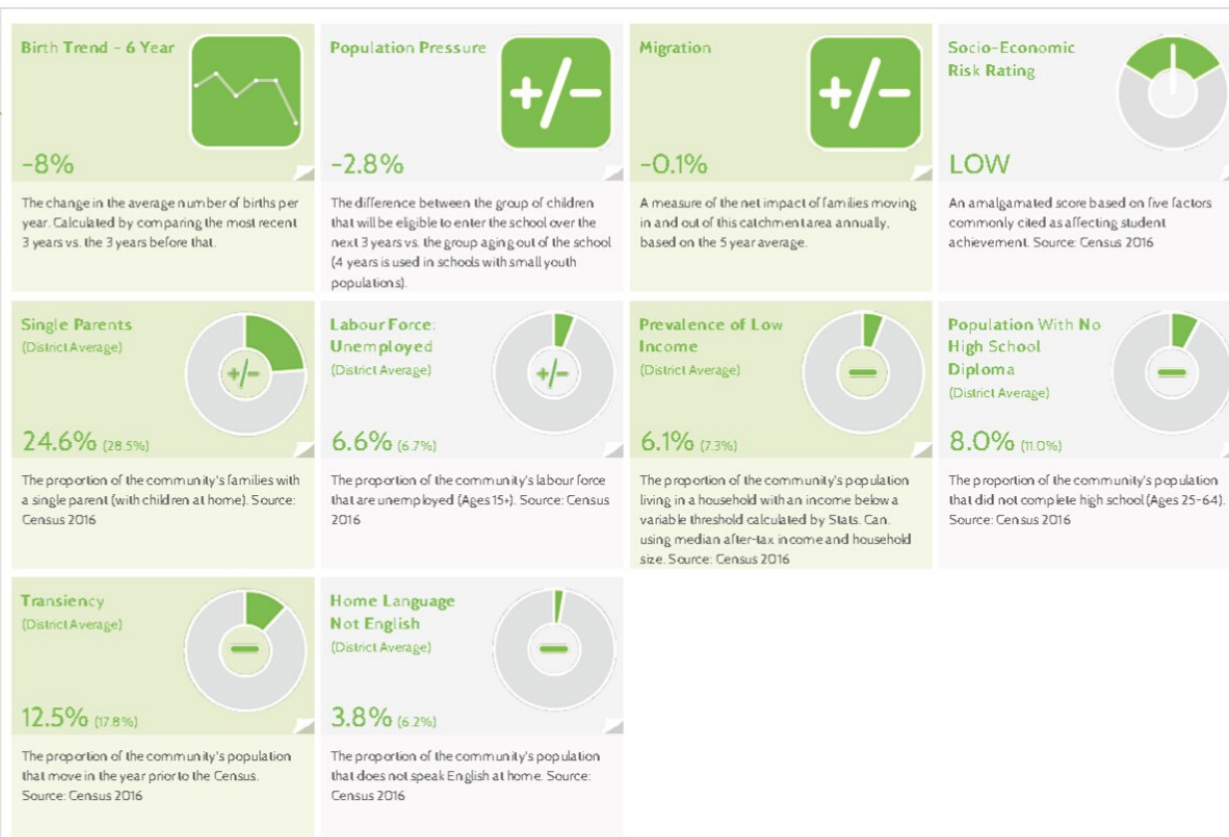 Birth Trend - 6 Year
-8%
The change in the average number of births per
year. Calculated by comparing the most recent
3 years vs. the 3 years before that.
Population Pressure
+/-
-2.8%
The difference between the group of children
that will be eligible to enter the school over the
next 3 years vs. the group aging out of the school
(4 years is used in schools with small youth
populations).
Migration
+/-
-0.1%
A measure of the net impact of families moving
in and out of this catchment area annually,
based on the 5 year average.
Socio-Economic
Risk Rating
LOW
An amalgamated score based on five factors
commonly cited as affecting student
achievement. Source: Census 2016
Single Parents
(District Average)
+/-
24.6% (28.5%)
The proportion of the community's families with
a single parent (with children at home). Source:
Census 2016
Labour Force:
Unemployed
(District Average)
+/-
6.6% (6.7%)
The proportion of the community's labour force
that are unemployed (Ages 15+). Source: Census
2016
Prevalence of Low
Income
(District Average)
-
6.1% (7.3%)
The proportion of the community's population
living in a household with an income below a
variable threshold calculated by Stats. Can.
using median after-tax income and household
size. Source: Census 2016
Population With No
High School
Diploma
(District Average)
-
8.0% (11.0%)
The proportion of the community's population
that did not complete high school (Ages 25-64).
Source: Census 2016
Transiency
(District Average)
-
12.5% (17.8%)
The proportion of the community's population
that move in the year prior to the Census.
Source: Census 2016
Home Language
Not English
(District Average)
-
3.8% (6.2%)
The proportion of the community's population
that does not speak English at home. Source:
Census 2016